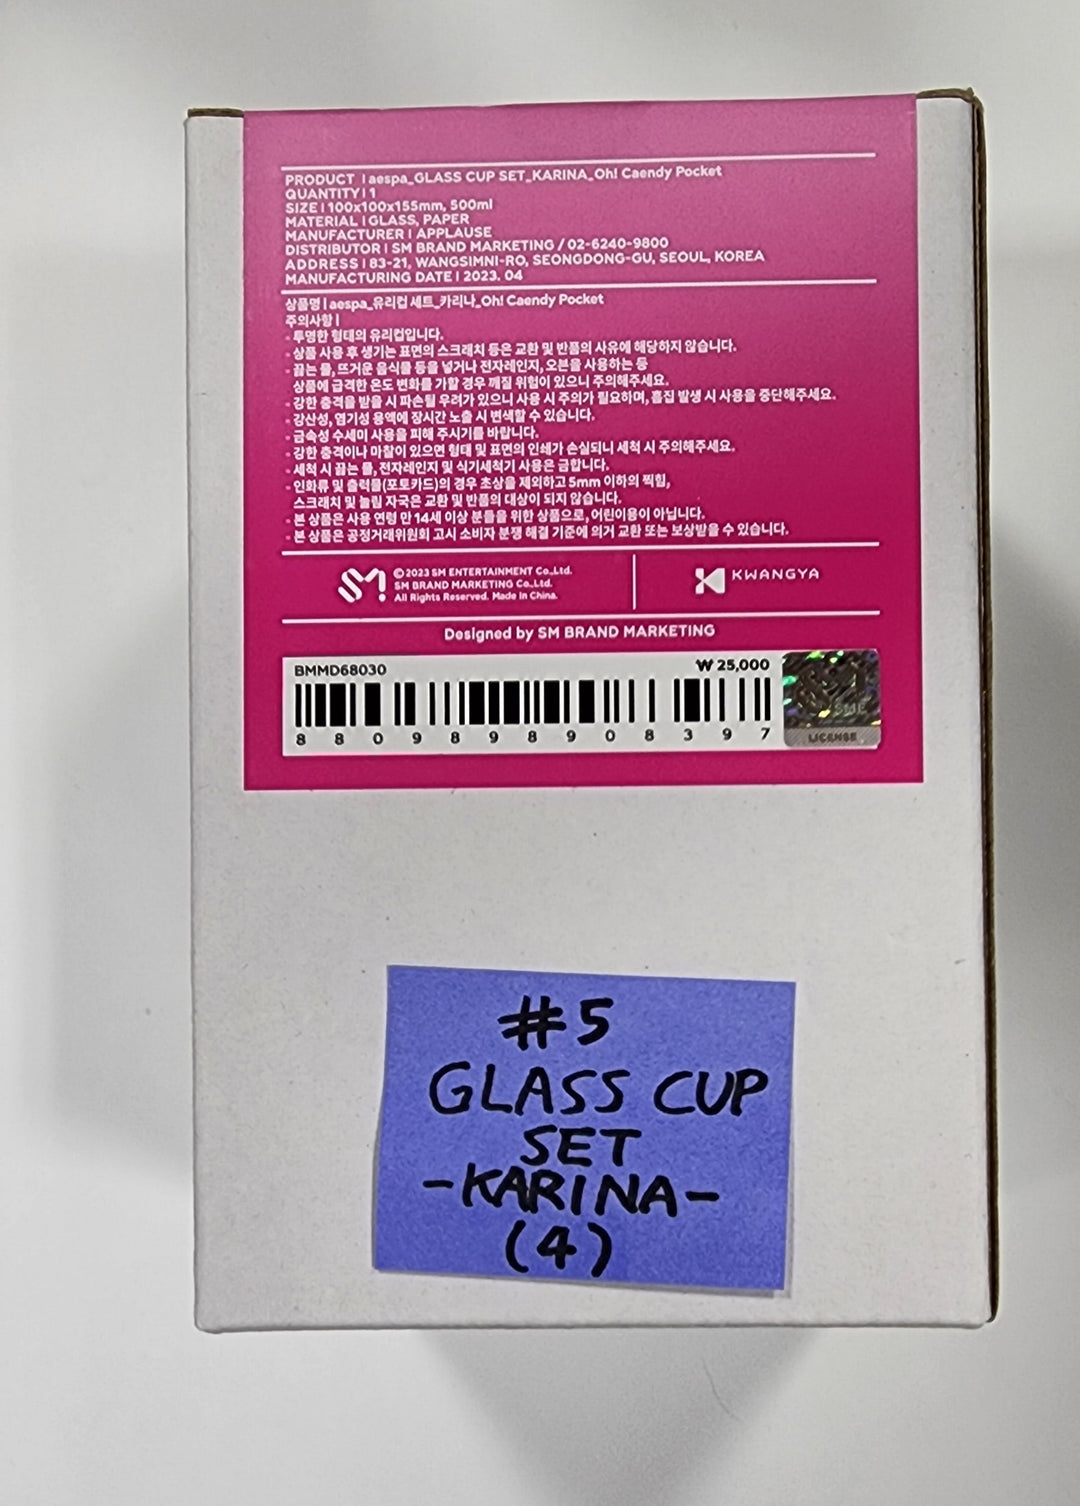 PRODUCT | aespa_GLASS CUP SET_KARINA_Oh! Caendy Pocket
QUANTITY | 1
SIZE | 100x100x155mm, 500ml
MATERIAL | GLASS, PAPER
MANUFACTURER | APPLAUSE
DISTRIBUTOR | SM BRAND MARKETING / 02-6240-9800
ADDRESS | 83-21, WANGSIMNI-RO, SEONGDONG-GU, SEOUL, KOREA
MANUFACTURING DATE | 2023. 04
상품명 | aespa_유리컵 세트_카리나_Oh! Caendy Pocket
주의사항 |
- 투명한 형태의 유리컵입니다.
- 상품 사용 후 생기는 표면의 스크래치 등은 교환 및 반품의 사유에 해당하지 않습니다.
- 끓는 물, 뜨거운 음식물 등을 넣거나 전자레인지, 오븐을 사용하는 등
상품에 급격한 온도 변화를 가할 경우 깨질 위험이 있으니 주의해주세요.
- 강한 충격을 받을 시 파손될 우려가 있으니 사용 시 주의가 필요하며, 흠집 발생 시 사용을 중단해주세요.
- 강산성, 염기성 용액에 장시간 노출 시 변색할 수 있습니다.
- 금속성 수세미 사용을 피해 주시기를 바랍니다.
- 강한 충격이나 마찰이 있으면 형태 및 표면의 인쇄가 손실되니 세척 시 주의해주세요.
- 세척 시 끓는 물, 전자레인지 및 식기세척기 사용은 금합니다.
- 인화류 및 출력물(포토카드)의 경우 초상을 제외하고 5mm 이하의 찍힘,
스크래치 및 눌림 자국은 교환 및 반품의 대상이 되지 않습니다.
- 본 상품은 사용 연령 만 14세 이상 분들을 위한 상품으로, 어린이용이 아닙니다.
- 본 상품은 공정거래위원회 고시 소비자 분쟁 해결 기준에 의거 교환 또는 보상받을 수 있습니다.
SM
© 2023 SM ENTERTAINMENT Co.,Ltd.
SM BRAND MARKETING Co.,Ltd.
All Rights Reserved. Made in China.
KWANGYA
Designed by SM BRAND MARKETING
BMMD68030
₩ 25,000
8 809898 908397
SM
SME
LICENSE
#5
GLASS CUP
SET
-KARINA-
(4)